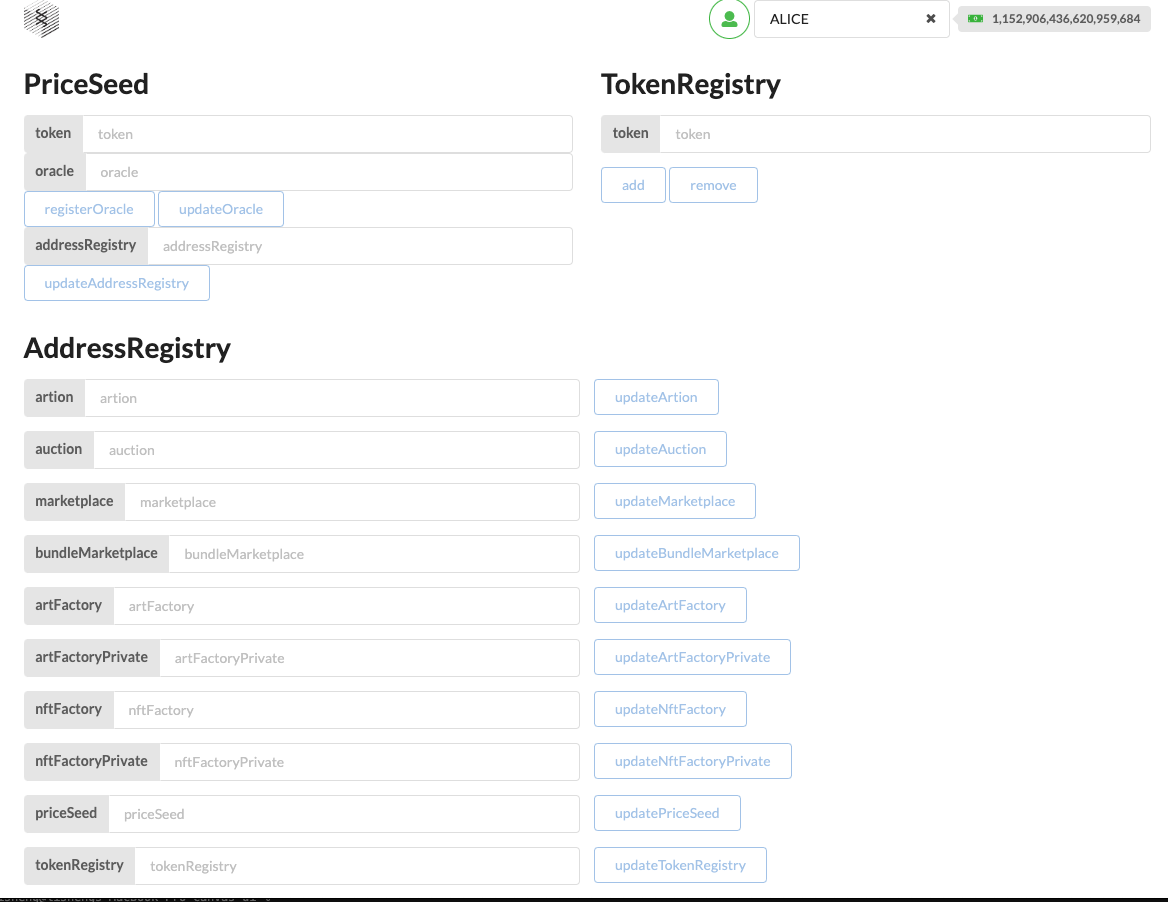 ALICE
1,152,906,436,620,959,684
PriceSeed
token token
oracle oracle
registerOracle updateOracle
addressRegistry addressRegistry
updateAddressRegistry
TokenRegistry
token token
add remove
AddressRegistry
artion artion updateArtion
auction auction updateAuction
marketplace marketplace updateMarketplace
bundleMarketplace bundleMarketplace updateBundleMarketplace
artFactory artFactory updateArtFactory
artFactoryPrivate artFactoryPrivate updateArtFactoryPrivate
nftFactory nftFactory updateNftFactory
nftFactoryPrivate nftFactoryPrivate updateNftFactoryPrivate
priceSeed priceSeed updatePriceSeed
tokenRegistry tokenRegistry updateTokenRegistry